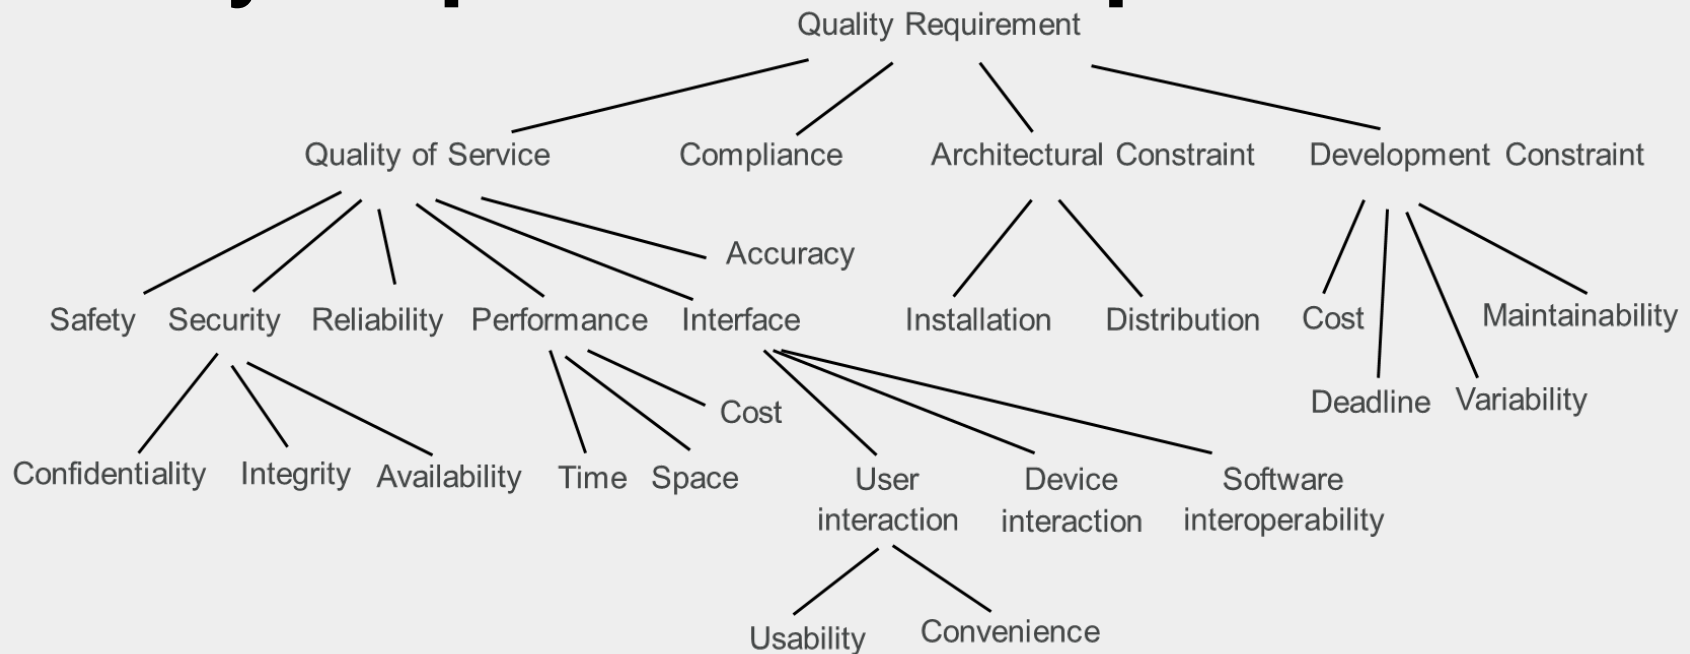 Quality Requirement
Quality of Service
Compliance
Architectural Constraint
Development Constraint
Accuracy
Safety
Security
Reliability
Performance
Interface
Installation
Distribution
Cost
Maintainability
Deadline
Variability
Cost
Confidentiality
Integrity
Availability
Time
Space
User
interaction
Device
interaction
Software
interoperability
Usability
Convenience